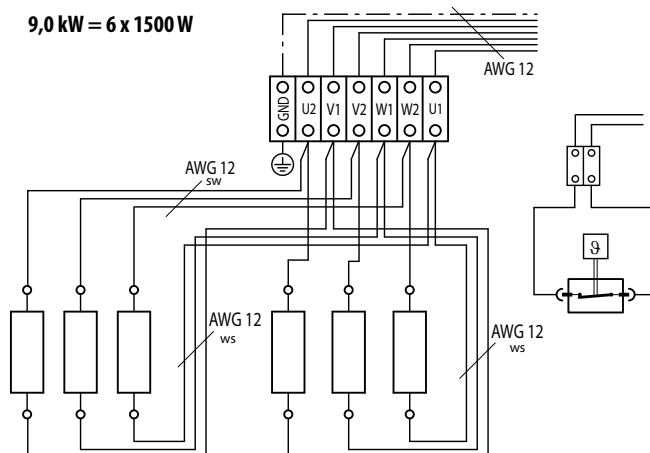 9,0 kW = 6 x 1500 W
AWG 12
GND U2 V1 V2 W1 W2 U1
AWG 12
sw
ϑ
AWG 12
ws
AWG 12
ws